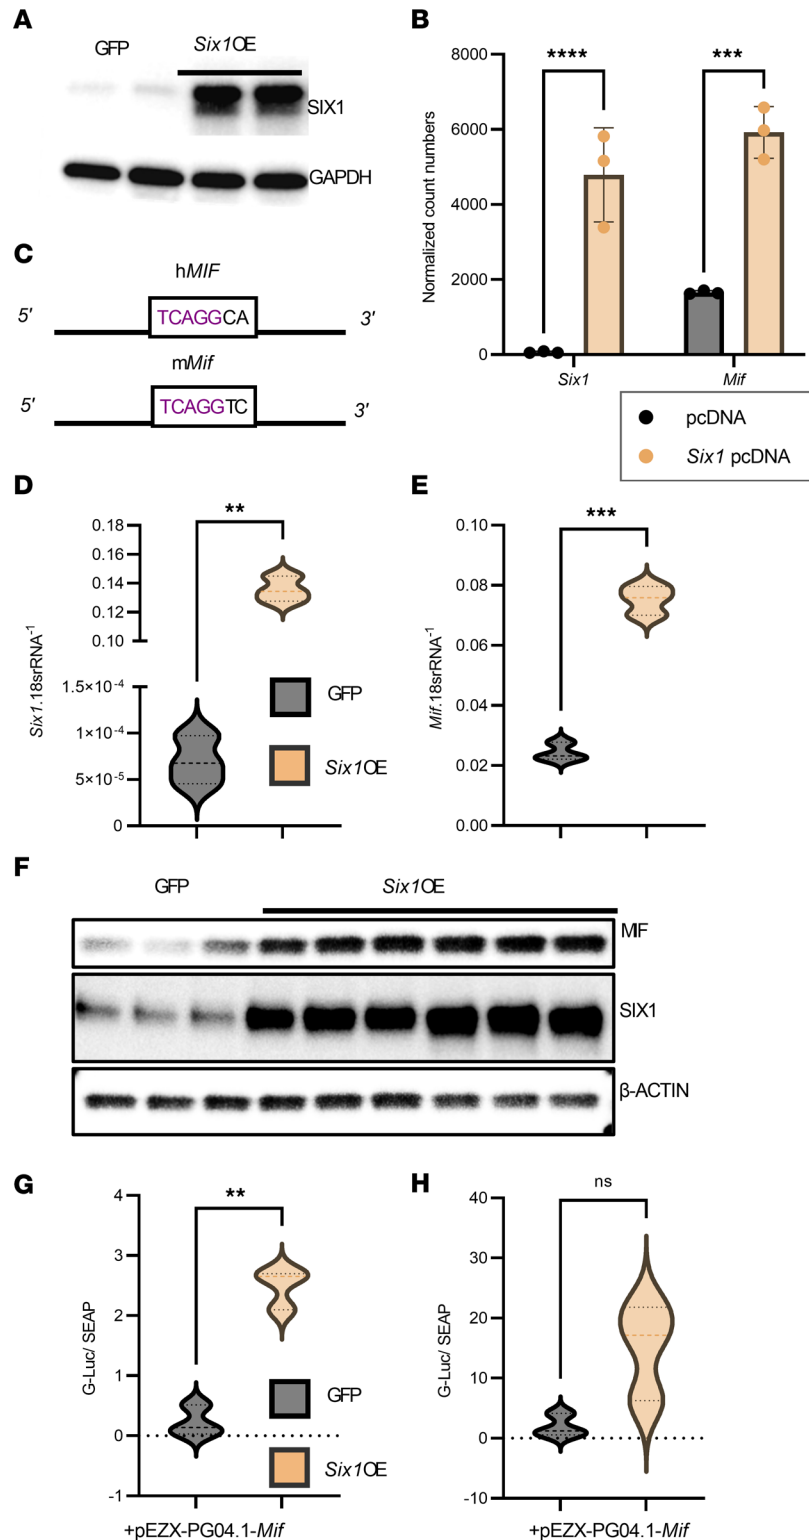 A
GFP
Six1OE
SIX1
GAPDH
B
8000
6000
4000
2000
0
Normalized count numbers
****
***
Six1
Mif
pcDNA
Six1 pcDNA
C
hMIF
5'
TCAGGCA
3'
mMif
5'
TCAGGTC
3'
D
**
0.18
0.16
0.14
0.12
0.10
1.5×10⁻⁴
1×10⁻⁴
5×10⁻⁵
0
Six1.18srRNA⁻¹
GFP
Six1OE
E
***
0.10
0.08
0.06
0.04
0.02
0.00
Mif.18srRNA⁻¹
F
GFP
Six1OE
MIF
SIX1
β-ACTIN
G
**
4
3
2
1
0
-1
G-Luc/ SEAP
GFP
Six1OE
+pEZX-PG04.1-Mif
H
ns
40
30
20
10
0
-10
G-Luc/ SEAP
+pEZX-PG04.1-Mif